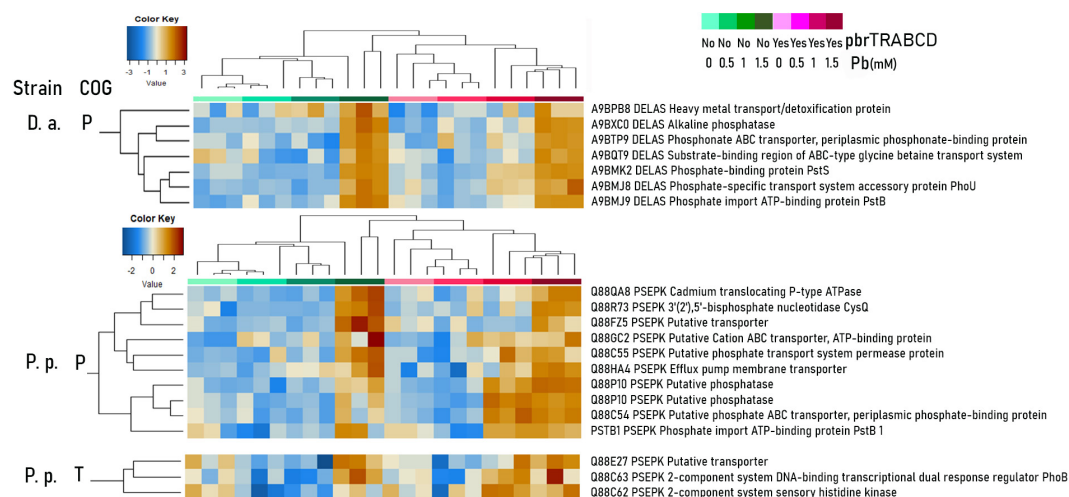 Color Key
-3 -1 1 3
Value
No No No No Yes Yes Yes Yes pbrTRABCD
0 0.5 1 1.5 0 0.5 1 1.5 Pb(mM)
Strain COG
D. a. P
A9BPB8 DELAS Heavy metal transport/detoxification protein
A9BXC0 DELAS Alkaline phosphatase
A9BTP9 DELAS Phosphonate ABC transporter, periplasmic phosphonate-binding protein
A9BQT9 DELAS Substrate-binding region of ABC-type glycine betaine transport system
A9BMK2 DELAS Phosphate-binding protein PstS
A9BMJ8 DELAS Phosphate-specific transport system accessory protein PhoU
A9BMJ9 DELAS Phosphate import ATP-binding protein PstB
Color Key
-2 0 2
Value
P. p. P
Q88QA8 PSEPK Cadmium translocating P-type ATPase
Q88R73 PSEPK 3'(2'),5'-bisphosphate nucleotidase CysQ
Q88FZ5 PSEPK Putative transporter
Q88GC2 PSEPK Putative Cation ABC transporter, ATP-binding protein
Q88C55 PSEPK Putative phosphate transport system permease protein
Q88HA4 PSEPK Efflux pump membrane transporter
Q88P10 PSEPK Putative phosphatase
Q88P10 PSEPK Putative phosphatase
Q88C54 PSEPK Putative phosphate ABC transporter, periplasmic phosphate-binding protein
PSTB1 PSEPK Phosphate import ATP-binding protein PstB 1
P. p. T
Q88E27 PSEPK Putative transporter
Q88C63 PSEPK 2-component system DNA-binding transcriptional dual response regulator PhoB
Q88C62 PSEPK 2-component system sensory histidine kinase